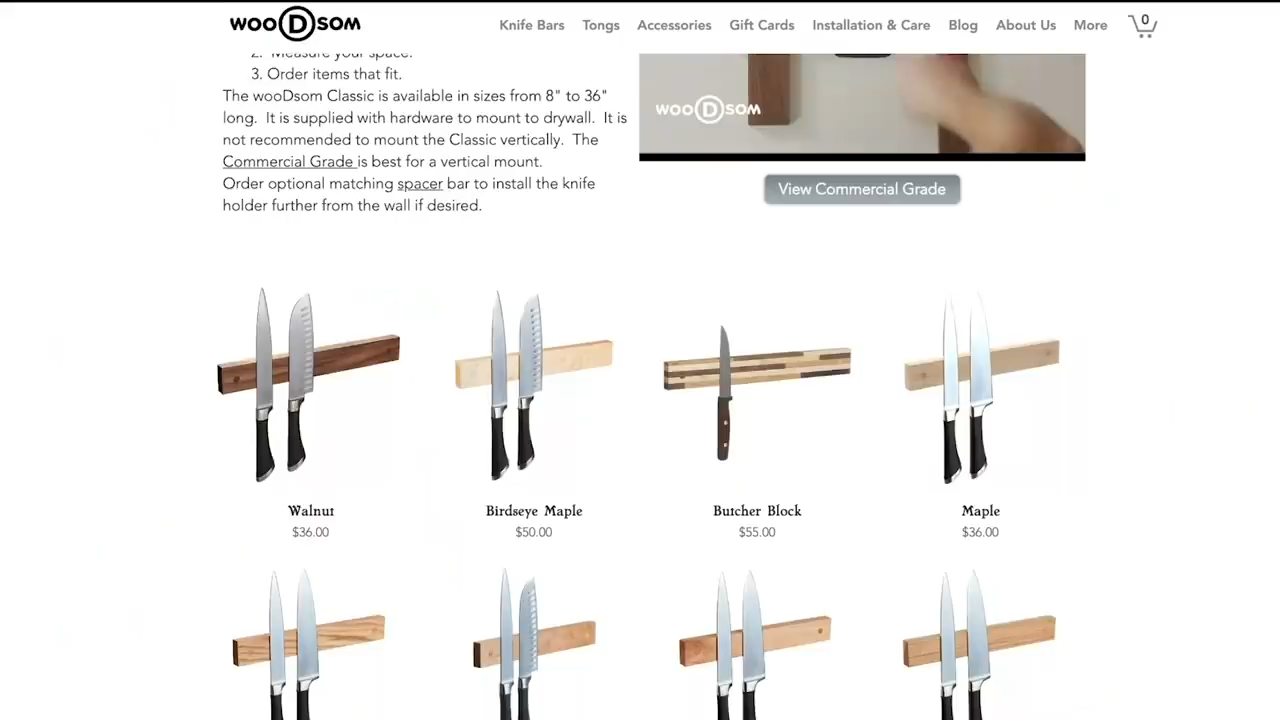 wooDsom
Knife Bars
Tongs
Accessories
Gift Cards
Installation & Care
Blog
About Us
More
0
2. Measure your space.
3. Order items that fit.
The wooDsom Classic is available in sizes from 8" to 36"
long. It is supplied with hardware to mount to drywall. It is
not recommended to mount the Classic vertically. The
Commercial Grade is best for a vertical mount.
Order optional matching spacer bar to install the knife
holder further from the wall if desired.
wooDsom
View Commercial Grade
Walnut
$36.00
Birdseye Maple
$50.00
Butcher Block
$55.00
Maple
$36.00